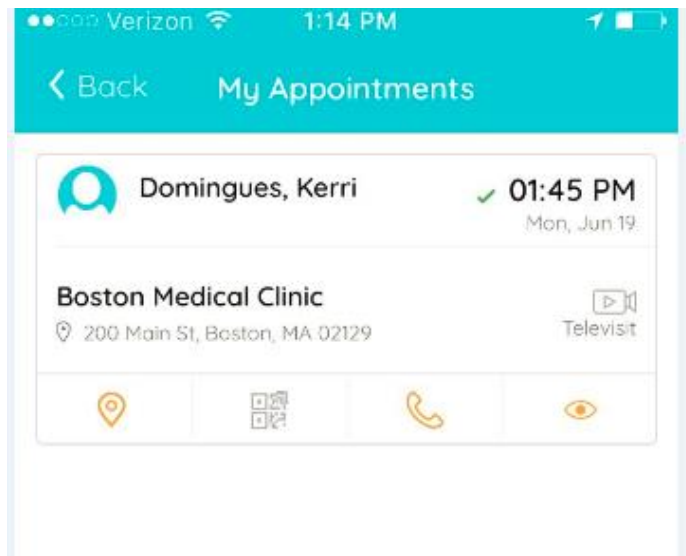 Verizon 1:14 PM
Back My Appointments
Domingues, Kerri 01:45 PM
Mon, Jun 19
Boston Medical Clinic
200 Main St, Boston, MA 02129 Televisit